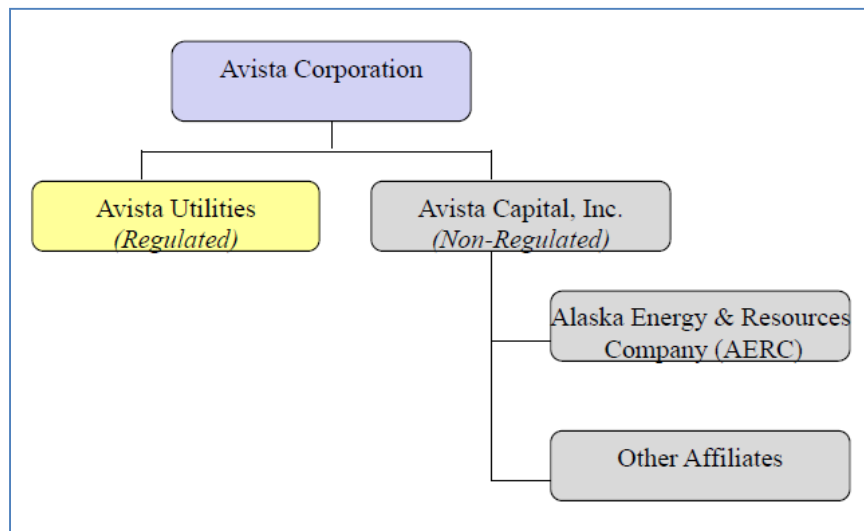 Avista Corporation
Avista Utilities
(Regulated)
Avista Capital, Inc.
(Non-Regulated)
Alaska Energy & Resources
Company (AERC)
Other Affiliates